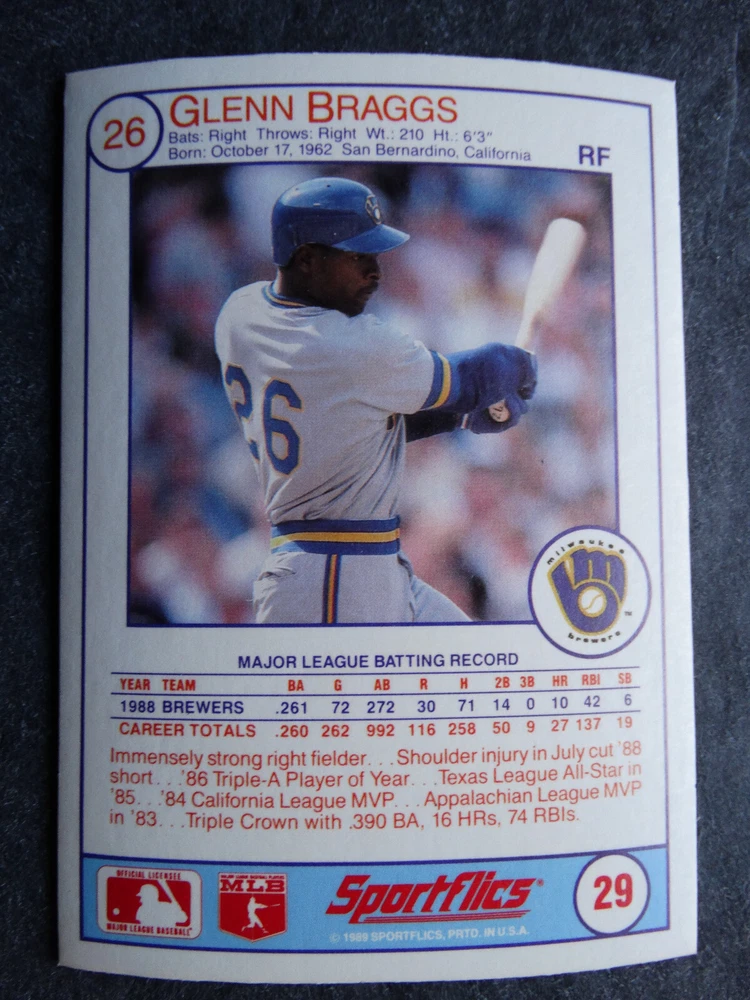 26
GLENN BRAGGS
Bats: Right Throws: Right Wt.: 210 Ht.: 6'3"
Born: October 17, 1962 San Bernardino, California
RF
26
milwaukee
brewers
TM
MAJOR LEAGUE BATTING RECORD
YEAR TEAM BA G AB R H 2B 3B HR RBI SB
1988 BREWERS .261 72 272 30 71 14 0 10 42 6
CAREER TOTALS .260 262 992 116 258 50 9 27 137 19
Immensely strong right fielder. . .Shoulder injury in July cut '88
short. . .'86 Triple-A Player of Year. . .Texas League All-Star in
'85. . .'84 California League MVP. . .Appalachian League MVP
in '83. . .Triple Crown with .390 BA, 16 HRs, 74 RBIs.
OFFICIAL LICENSEE
MAJOR LEAGUE BASEBALL
MAJOR LEAGUE BASEBALL PLAYERS
MLB
Sportflics®
© 1989 SPORTFLICS, PRTD. IN U.S.A.
29